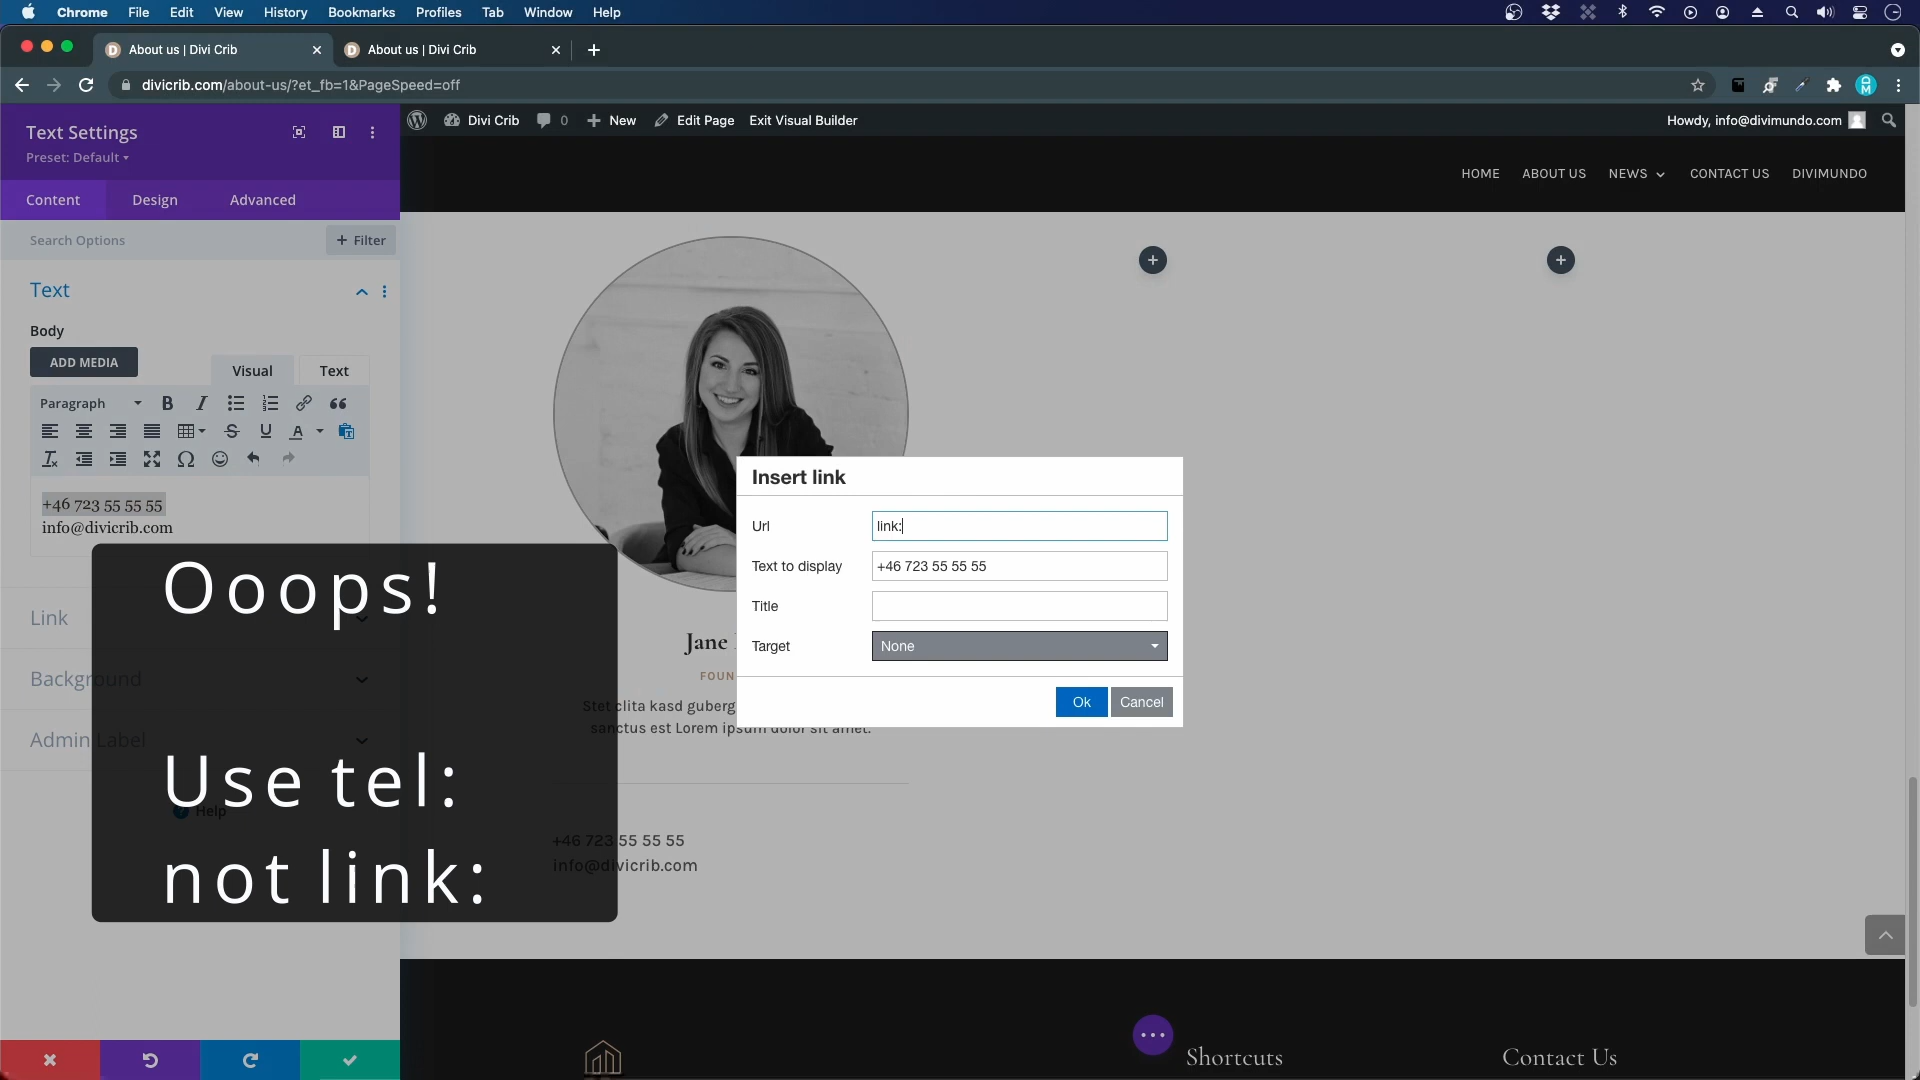 Chrome File Edit View History Bookmarks Profiles Tab Window Help
About us | Divi Crib
About us | Divi Crib
divicrib.com/about-us/?et_fb=1&PageSpeed=off
Text Settings
Preset: Default
Divi Crib 0 New Edit Page Exit Visual Builder
Howdy, info@divimundo.com
HOME ABOUT US NEWS CONTACT US DIVIMUNDO
Content Design Advanced
Search Options
+ Filter
Text
Body
ADD MEDIA
Visual Text
Paragraph
+46 723 55 55 55
info@divicrib.com
Link
Background
Admin Label
Help
Ooops!
Use tel:
not link:
Insert link
Url link:
Text to display +46 723 55 55 55
Title
Target None
Ok Cancel
Jane
FOUN
Stet clita kasd guberg
sanctus est Lorem ipsum dolor sit amet.
+46 723 55 55 55
info@divicrib.com
Shortcuts
Contact Us